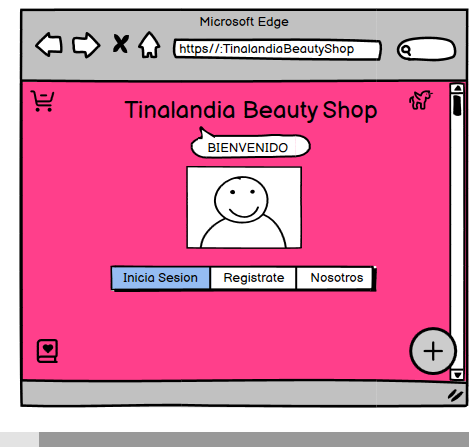 Microsoft Edge
https//:TinalandiaBeautyShop
Tinalandia Beauty Shop
BIENVENIDO
Inicia Sesion
Registrate
Nosotros